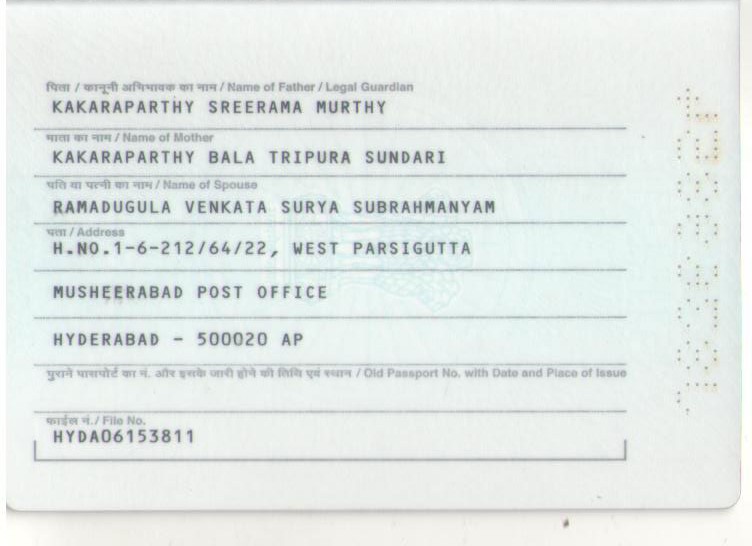 पिता / कानूनी अभिभावक का नाम / Name of Father / Legal Guardian
KAKARAPARTHY SREERAMA MURTHY
माता का नाम / Name of Mother
KAKARAPARTHY BALA TRIPURA SUNDARI
पति या पत्नी का नाम / Name of Spouse
RAMADUGULA VENKATA SURYA SUBRAHMANYAM
पता / Address
H.NO.1-6-212/64/22, WEST PARSIGUTTA
MUSHEERABAD POST OFFICE
HYDERABAD - 500020 AP
पुराने पासपोर्ट का नं. और इसके जारी होने की तिथि एवं स्थान / Old Passport No. with Date and Place of Issue
फाईल नं./ File No.
HYDA06153811